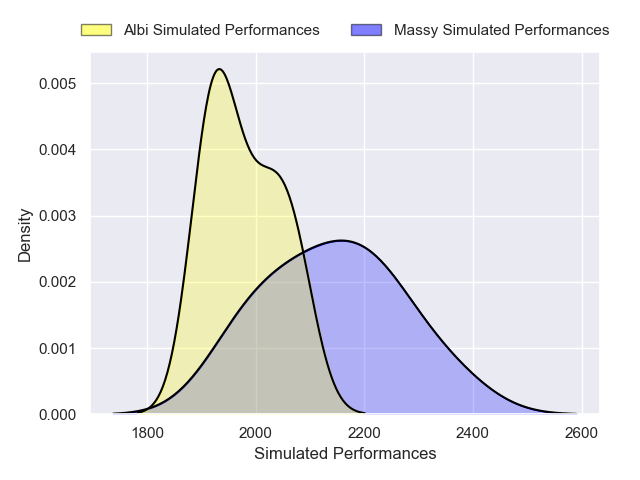 Albi Simulated Performances
Massy Simulated Performances
0.005
0.004
0.003
0.002
0.001
0.000
Density
1800
2000
2200
2400
2600
Simulated Performances